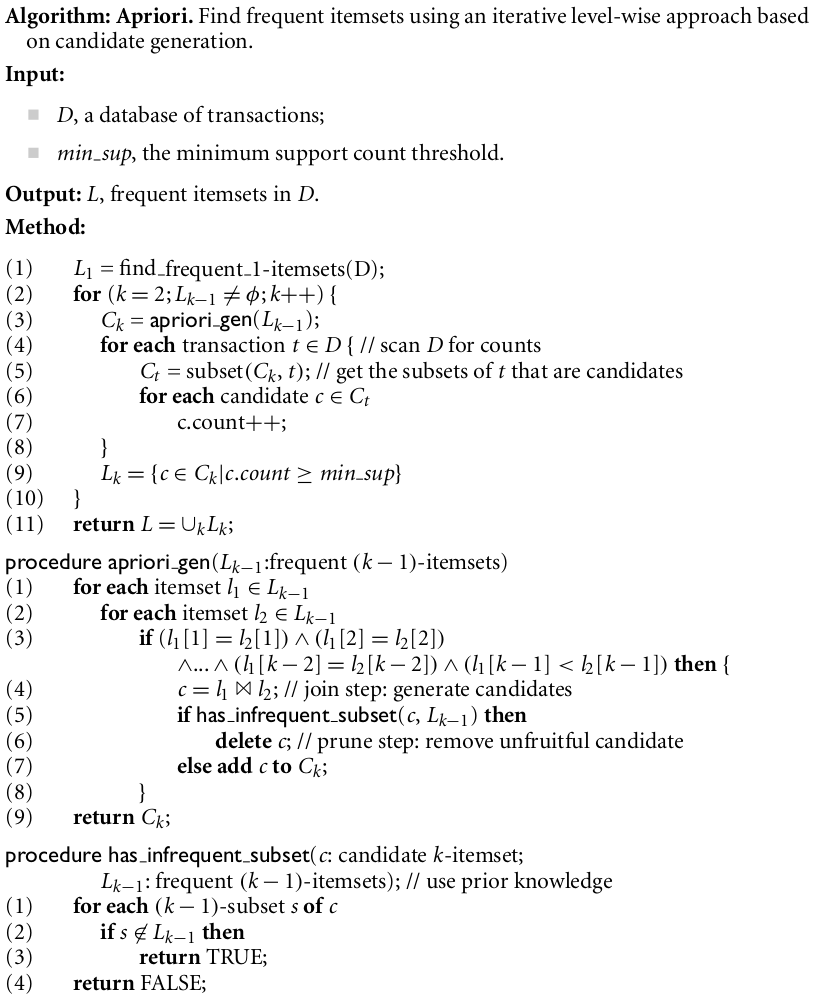 Algorithm: Apriori. Find frequent itemsets using an iterative level-wise approach based
on candidate generation.
Input:
■ D, a database of transactions;
■ min_sup, the minimum support count threshold.
Output: L, frequent itemsets in D.
Method:
(1) L₁ = find_frequent_1-itemsets(D);
(2) for (k = 2; Lₖ₋₁ ≠ ϕ; k++) {
(3) Cₖ = apriori_gen(Lₖ₋₁);
(4) for each transaction t ∈ D { // scan D for counts
(5) Cₜ = subset(Cₖ, t); // get the subsets of t that are candidates
(6) for each candidate c ∈ Cₜ
(7) c.count++;
(8) }
(9) Lₖ = {c ∈ Cₖ|c.count ≥ min_sup}
(10) }
(11) return L = ∪ₖLₖ;
procedure apriori_gen(Lₖ₋₁:frequent (k − 1)-itemsets)
(1) for each itemset l₁ ∈ Lₖ₋₁
(2) for each itemset l₂ ∈ Lₖ₋₁
(3) if (l₁[1] = l₂[1]) ∧ (l₁[2] = l₂[2])
∧... ∧ (l₁[k − 2] = l₂[k − 2]) ∧ (l₁[k − 1] < l₂[k − 1]) then {
(4) c = l₁ ⋈ l₂; // join step: generate candidates
(5) if has_infrequent_subset(c, Lₖ₋₁) then
(6) delete c; // prune step: remove unfruitful candidate
(7) else add c to Cₖ;
(8) }
(9) return Cₖ;
procedure has_infrequent_subset(c: candidate k-itemset;
Lₖ₋₁: frequent (k − 1)-itemsets); // use prior knowledge
(1) for each (k − 1)-subset s of c
(2) if s ∉ Lₖ₋₁ then
(3) return TRUE;
(4) return FALSE;